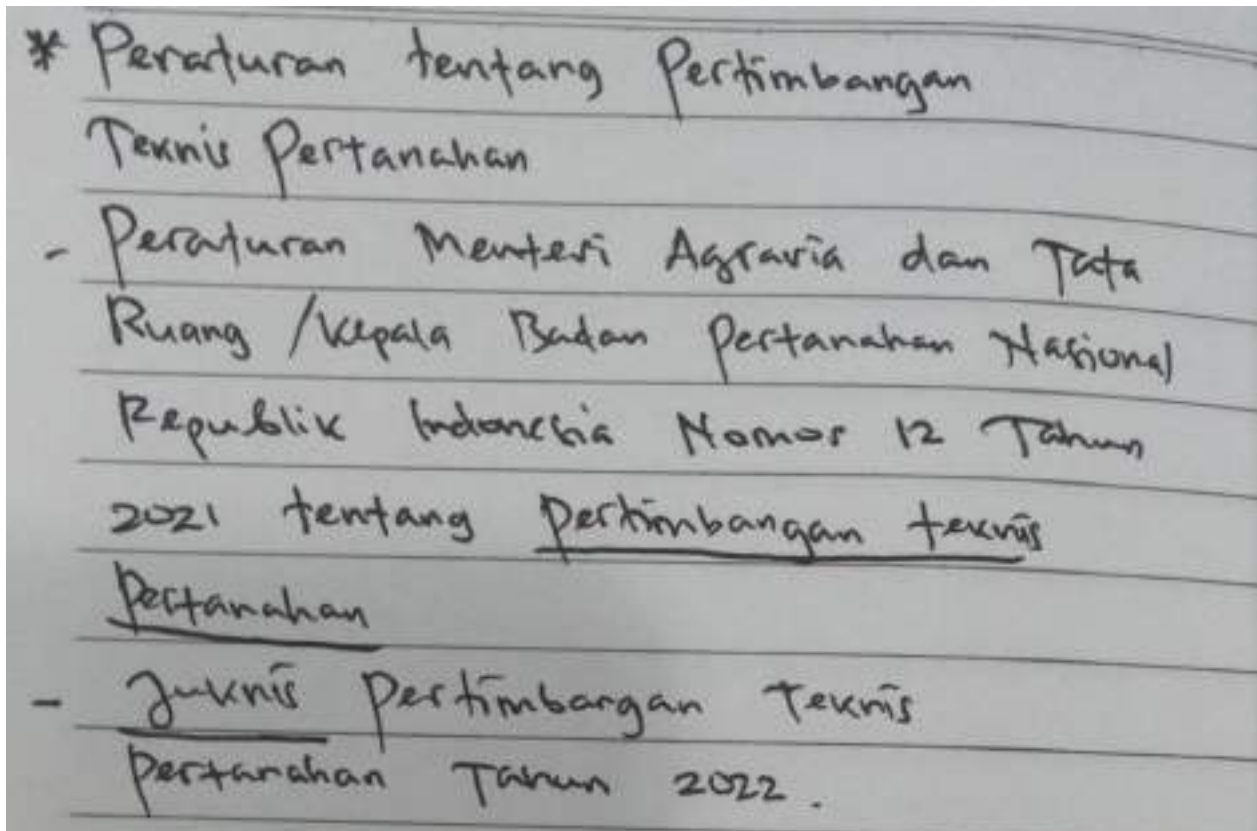 * Peraturan tentang Pertimbangan
Teknis Pertanahan
- Peraturan Menteri Agraria dan Tata
Ruang /Kepala Badan Pertanahan Nasional
Republik Indonesia Nomor 12 Tahun
2021 tentang pertimbangan teknis
Pertanahan
- Juknis Pertimbangan Teknis
pertanahan Tahun 2022.